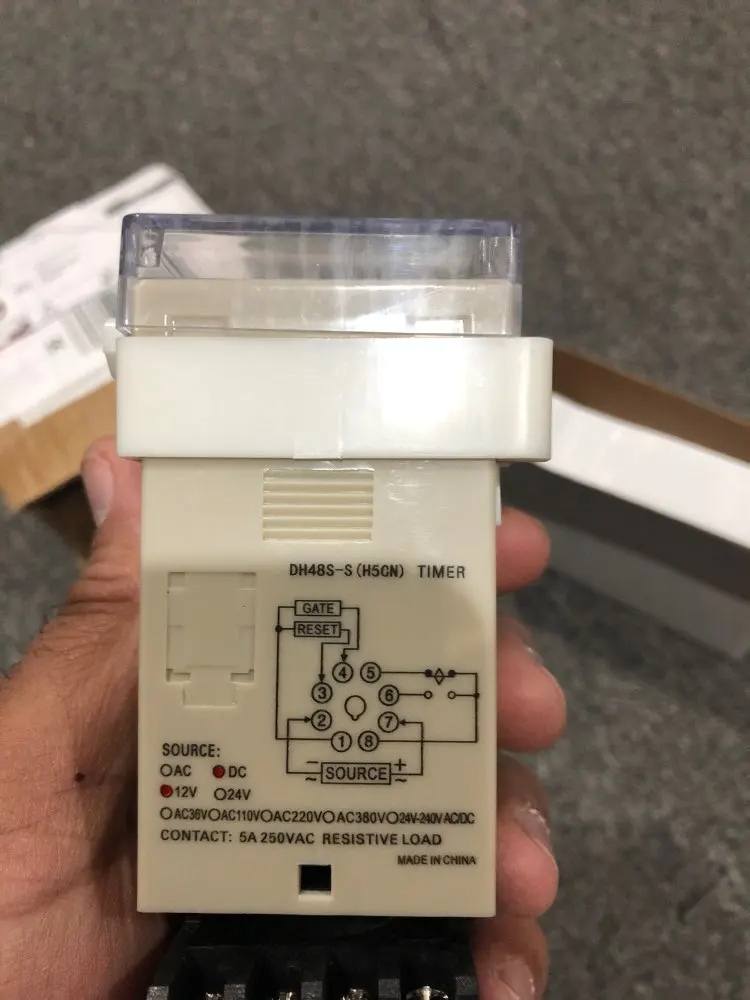 DH48S-S(H5CN) TIMER
GATE
RESET
4 5
3 6
2 7
1 8
− +
~ SOURCE ~
SOURCE:
AC DC
12V 24V
AC36V AC110V AC220V AC380V 24V-240V AC/DC
CONTACT: 5A 250VAC RESISTIVE LOAD
MADE IN CHINA